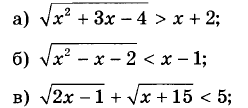 а) √(x² + 3x − 4) > x + 2;
б) √(x² − x − 2) < x − 1;
в) √(2x − 1) + √(x + 15) < 5;